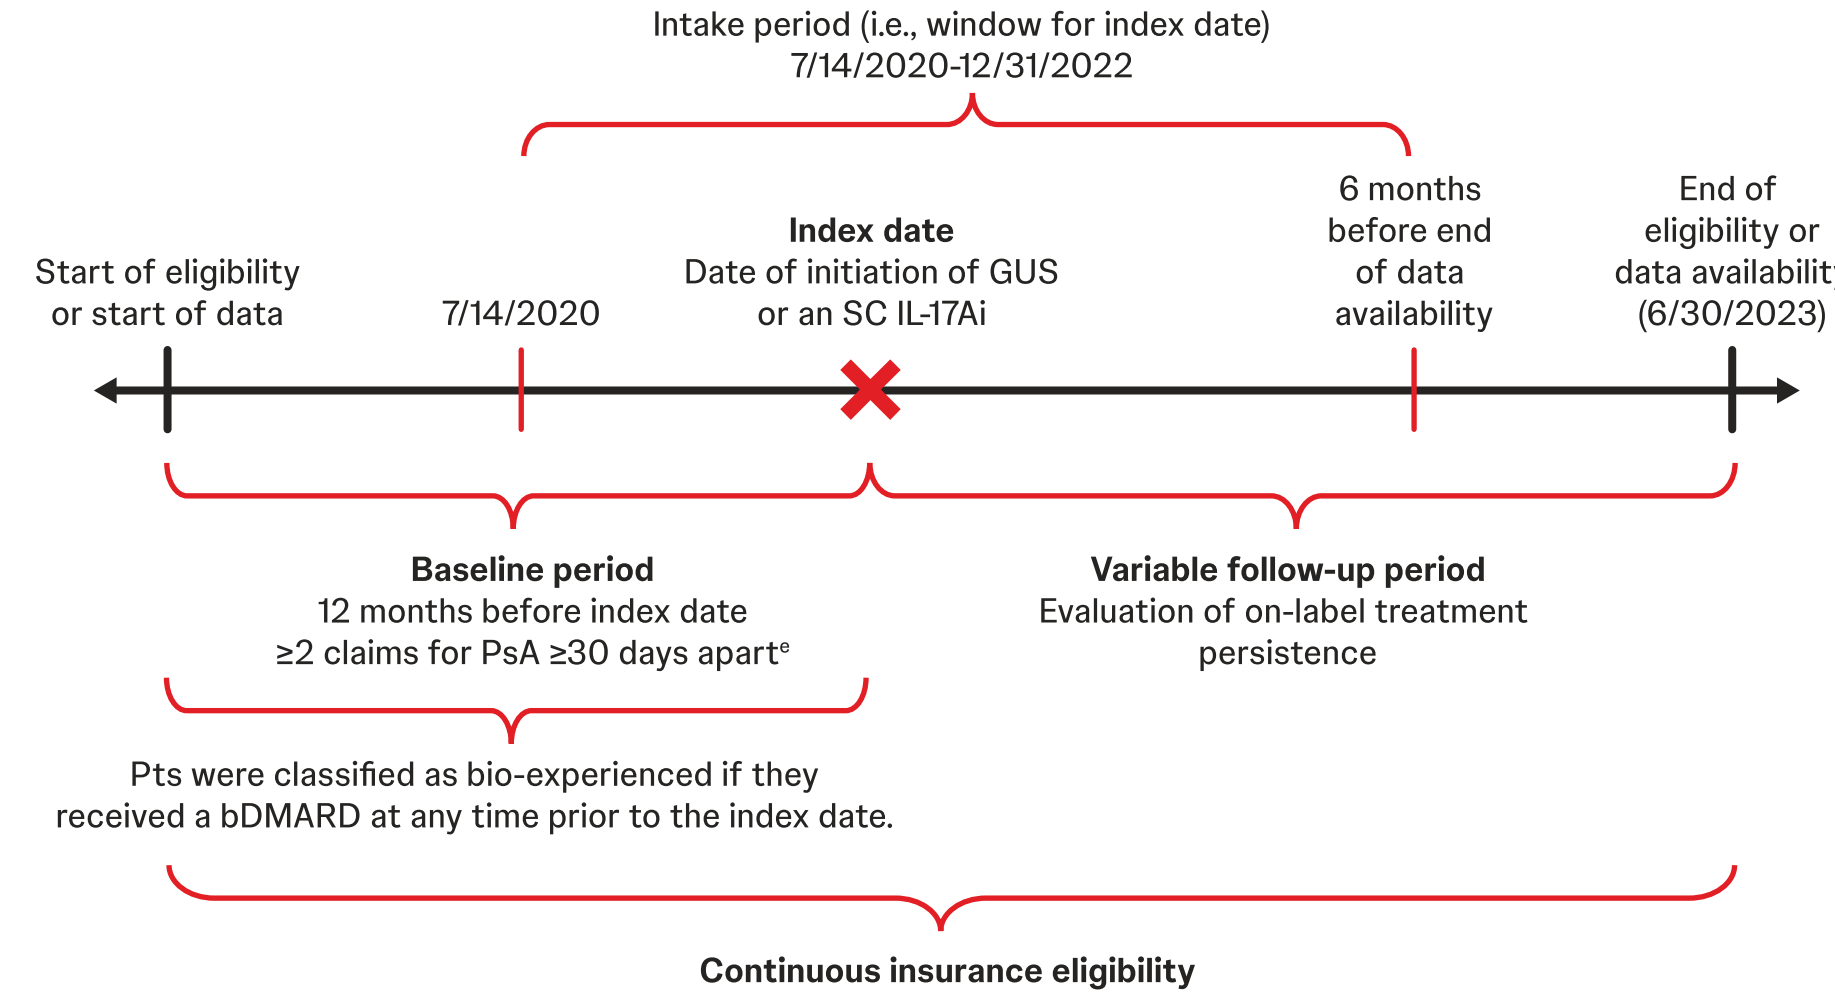 Intake period (i.e., window for index date)
7/14/2020-12/31/2022
Start of eligibility
or start of data
7/14/2020
Index date
Date of initiation of GUS
or an SC IL-17Ai
6 months
before end
of data
availability
End of
eligibility or
data availability
(6/30/2023)
Baseline period
12 months before index date
≥2 claims for PsA ≥30 days apartᵉ
Variable follow-up period
Evaluation of on-label treatment
persistence
Pts were classified as bio-experienced if they
received a bDMARD at any time prior to the index date.
Continuous insurance eligibility